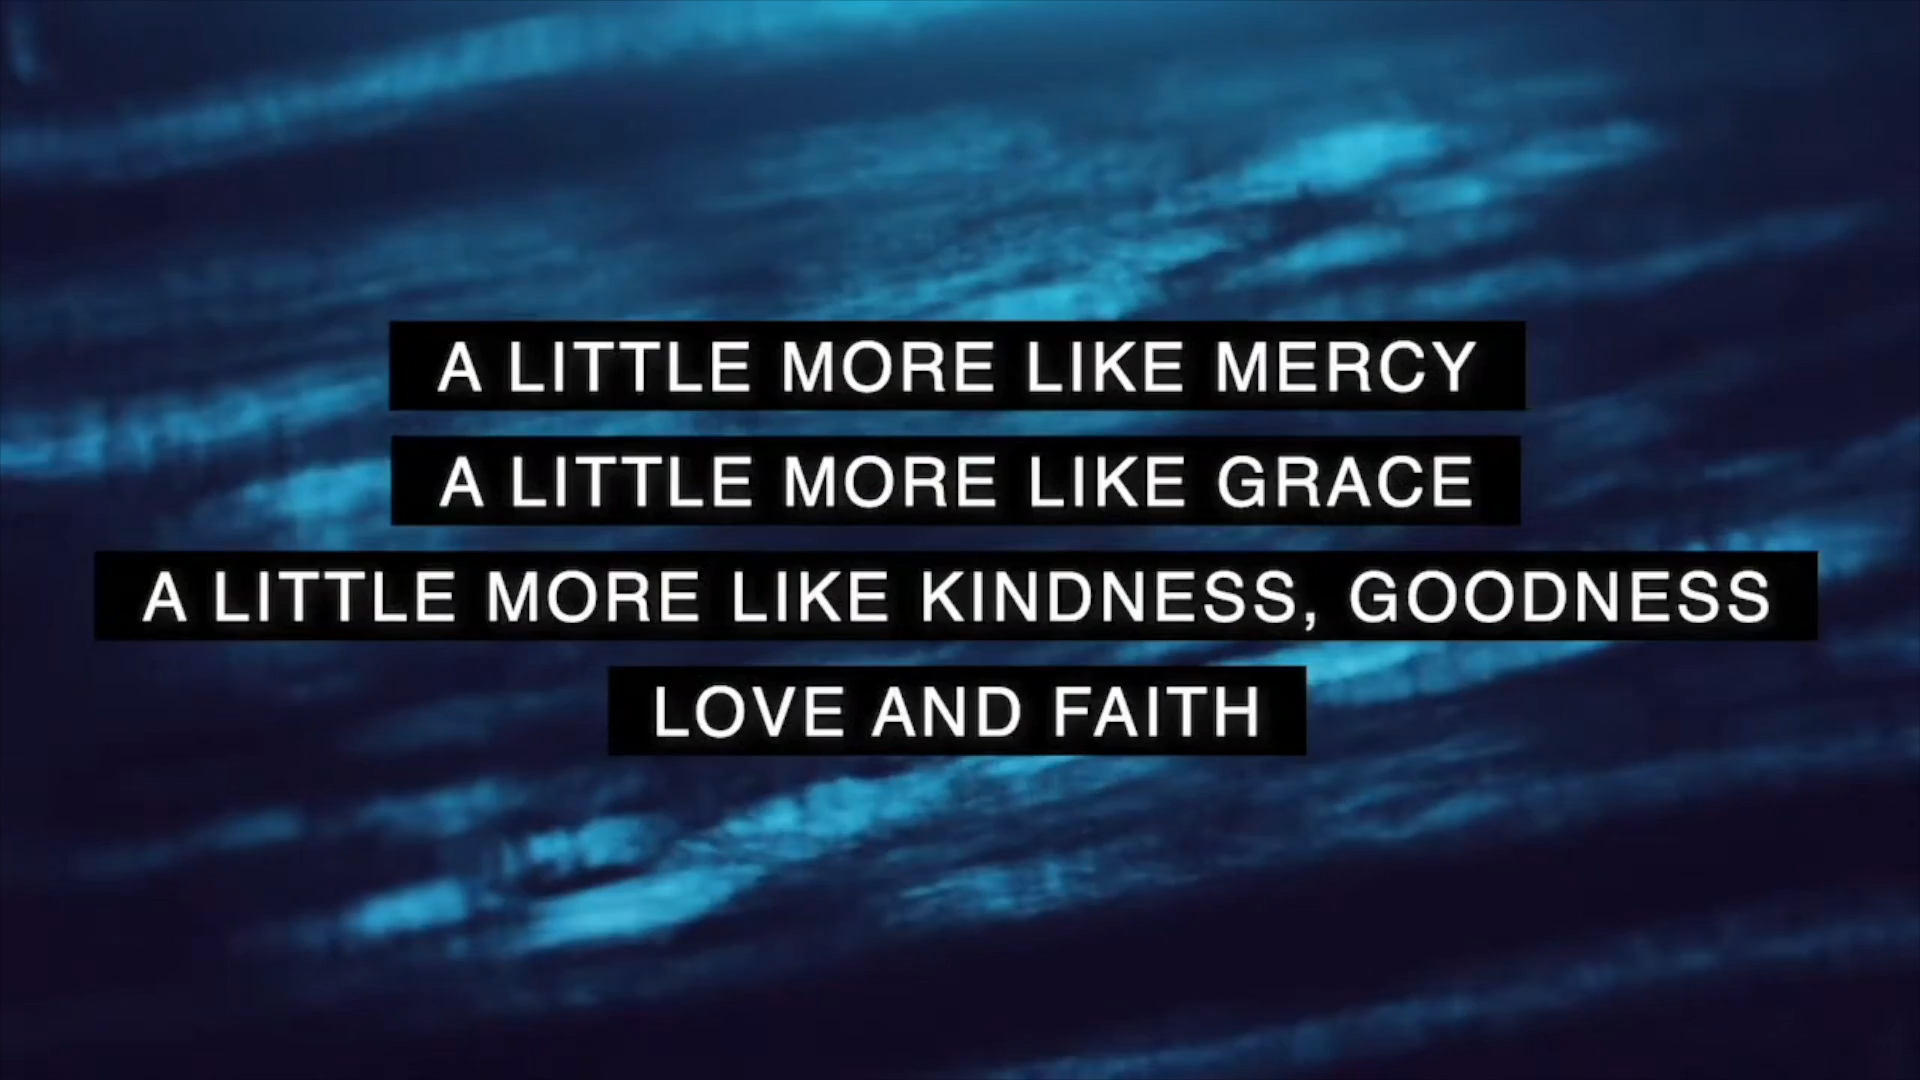 A LITTLE MORE LIKE MERCY
A LITTLE MORE LIKE GRACE
A LITTLE MORE LIKE KINDNESS, GOODNESS
LOVE AND FAITH